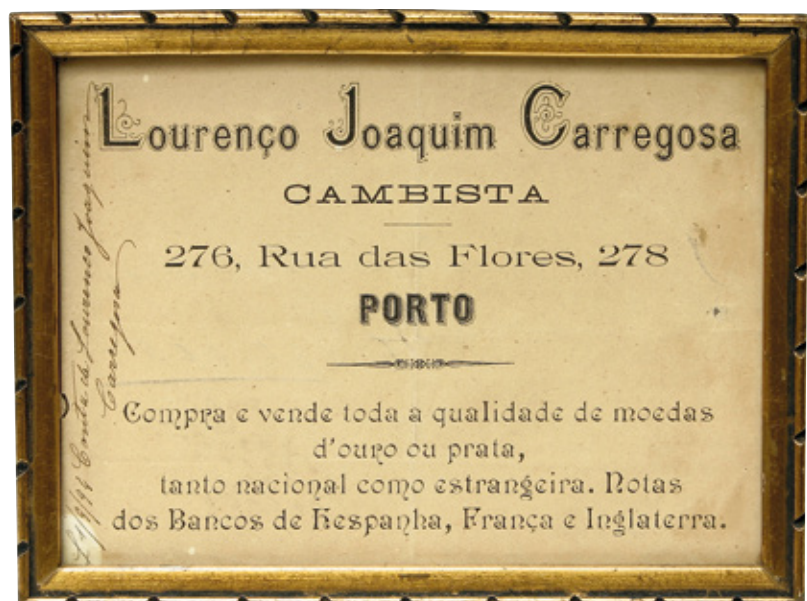 Lourenço Joaquim Carregosa
CAMBISTA
276, Rua das Flores, 278
PORTO
Compra e vende toda a qualidade de moedas
d'ouro ou prata,
tanto nacional como estrangeira. Notas
dos Bancos de Hespanha, França e Inglaterra.
Conta de Lourenço Joaquim
Carregosa